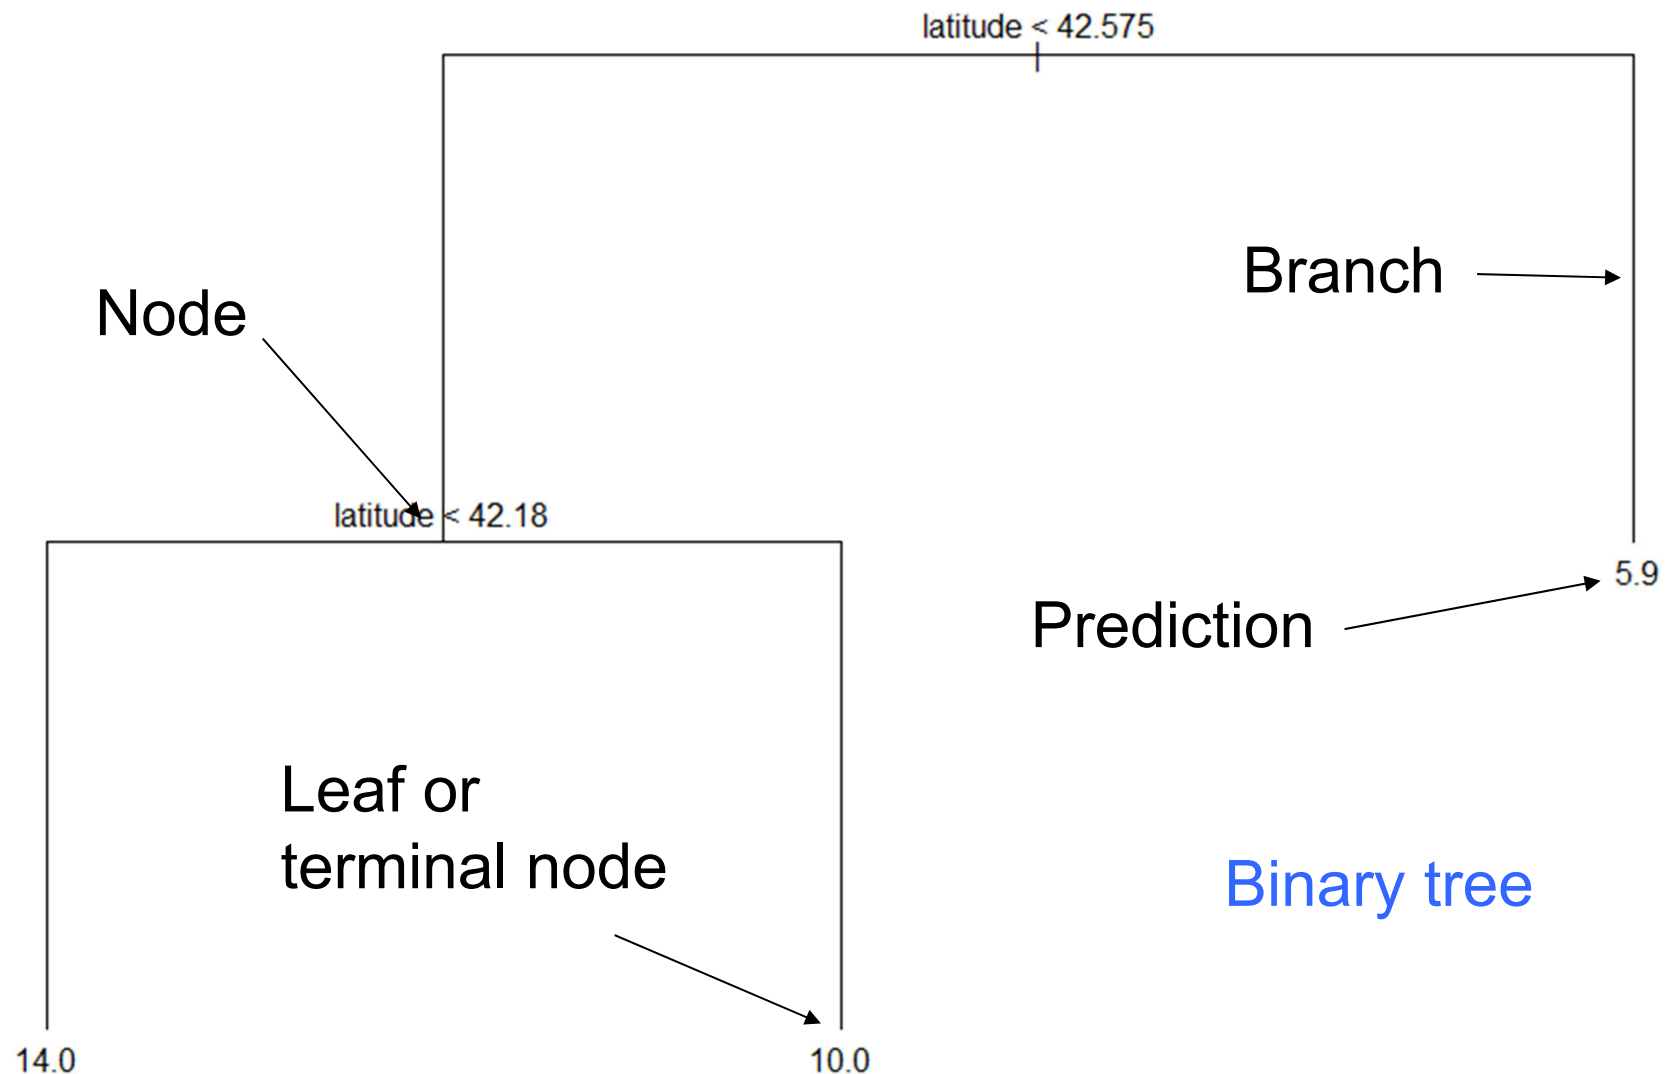 latitude < 42.575
Branch
Node
latitude < 42.18
5.9
Prediction
Leaf or
terminal node
Binary tree
14.0
10.0